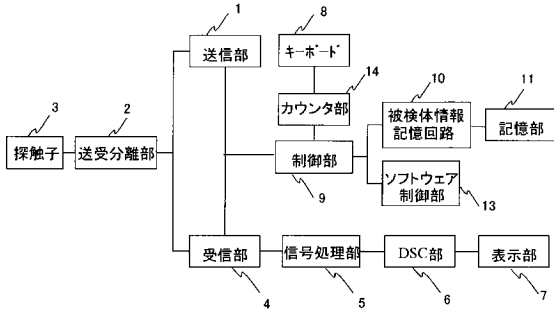 1
送信部
8
キーボード
14
カウンタ部
10
被検体情報
記憶回路
11
記憶部
3
探触子
2
送受分離部
制御部
9
ソフトウェア
制御部
13
受信部
4
信号処理部
5
DSC部
6
表示部
7